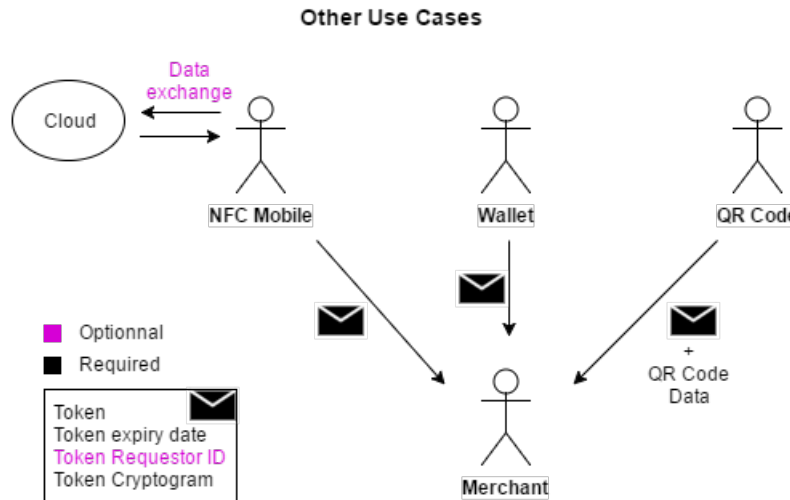 Other Use Cases
Data
exchange
Cloud
NFC Mobile
Wallet
QR Code
+
QR Code
Data
Optionnal
Required
Token
Token expiry date
Token Requestor ID
Token Cryptogram
Merchant